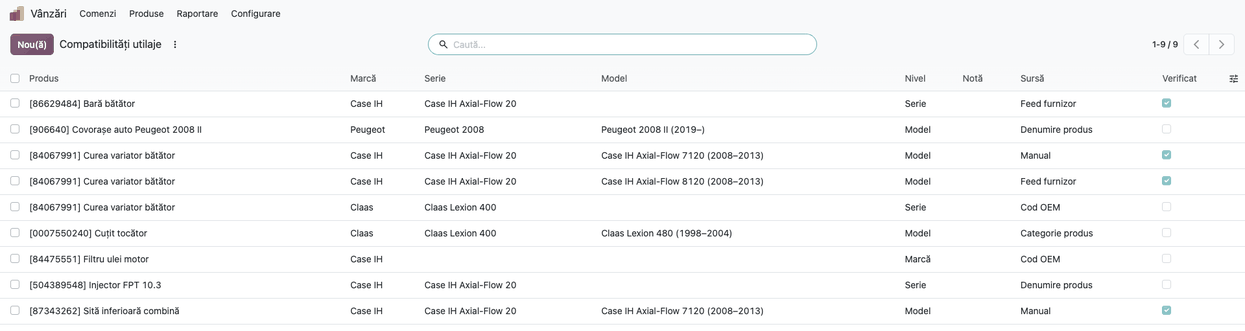 Vânzări Comenzi Produse Raportare Configurare
Nou(ă) Compatibilități utilaje Caută... 1-9 / 9
Produs Marcă Serie Model Nivel Notă Sursă Verificat
[86629484] Bară bătător Case IH Case IH Axial-Flow 20 Serie Feed furnizor
[906640] Covorașe auto Peugeot 2008 II Peugeot Peugeot 2008 Peugeot 2008 II (2019–) Model Denumire produs
[84067991] Curea variator bătător Case IH Case IH Axial-Flow 20 Case IH Axial-Flow 7120 (2008–2013) Model Manual
[84067991] Curea variator bătător Case IH Case IH Axial-Flow 20 Case IH Axial-Flow 8120 (2008–2013) Model Feed furnizor
[84067991] Curea variator bătător Claas Claas Lexion 400 Serie Cod OEM
[0007550240] Cuțit tocător Claas Claas Lexion 400 Claas Lexion 480 (1998–2004) Model Categorie produs
[84475551] Filtru ulei motor Case IH Marcă Cod OEM
[504389548] Injector FPT 10.3 Case IH Case IH Axial-Flow 20 Serie Denumire produs
[87343262] Sită inferioară combină Case IH Case IH Axial-Flow 20 Case IH Axial-Flow 7120 (2008–2013) Model Manual